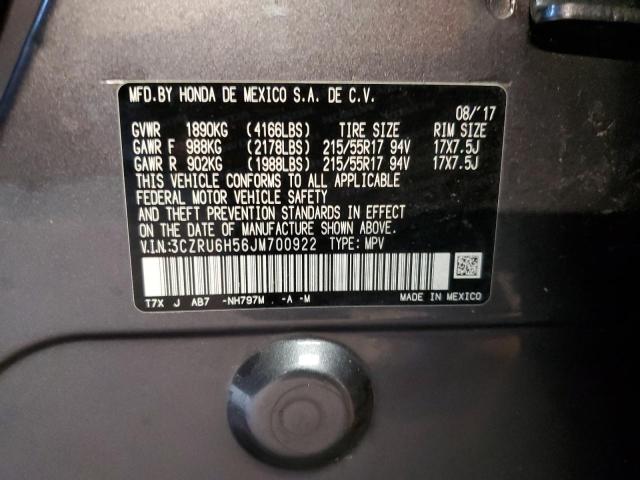 MFD.BY HONDA DE MEXICO S.A. DE C.V.
08/'17
GVWR 1890KG (4166LBS) TIRE SIZE RIM SIZE
GAWR F 988KG (2178LBS) 215/55R17 94V 17X7.5J
GAWR R 902KG (1988LBS) 215/55R17 94V 17X7.5J
THIS VEHICLE CONFORMS TO ALL APPLICABLE
FEDERAL MOTOR VEHICLE SAFETY
AND THEFT PREVENTION STANDARDS IN EFFECT
ON THE DATE OF MANUFACTURE SHOWN ABOVE.
V.I.N:3CZRU6H56JM700922 TYPE: MPV
T7X J AB7 -NH797M . -A -M MADE IN MEXICO